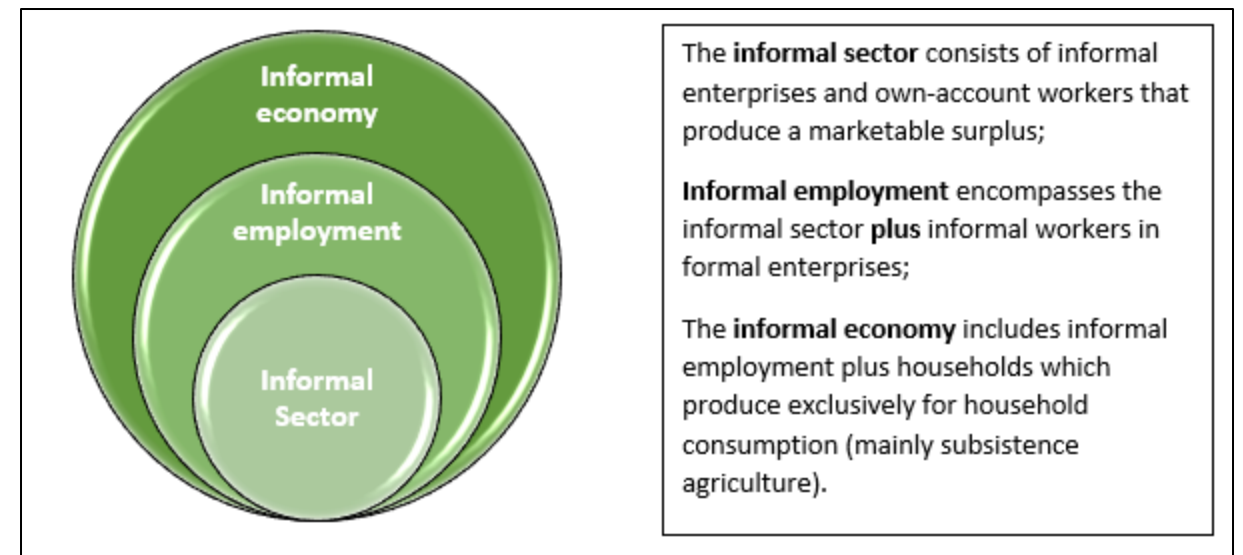 Informal
economy
Informal
employment
Informal
Sector
The informal sector consists of informal
enterprises and own-account workers that
produce a marketable surplus;
Informal employment encompasses the
informal sector plus informal workers in
formal enterprises;
The informal economy includes informal
employment plus households which
produce exclusively for household
consumption (mainly subsistence
agriculture).